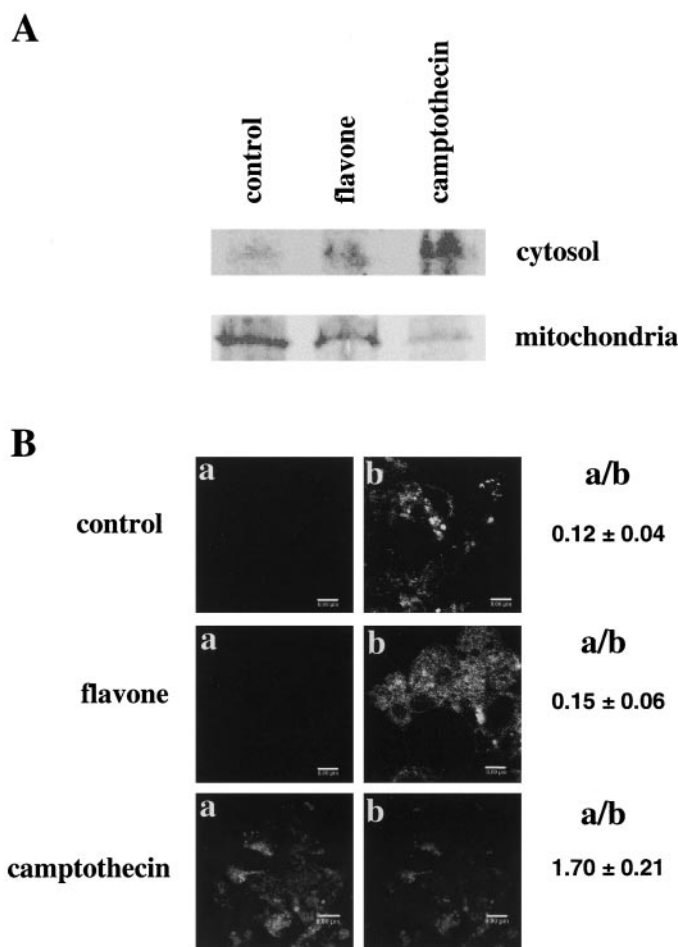 A
control
flavone
camptothecin
cytosol
mitochondria
B
a
b
a/b
control
0.12 ± 0.04
a
b
a/b
flavone
0.15 ± 0.06
a
b
a/b
camptothecin
1.70 ± 0.21